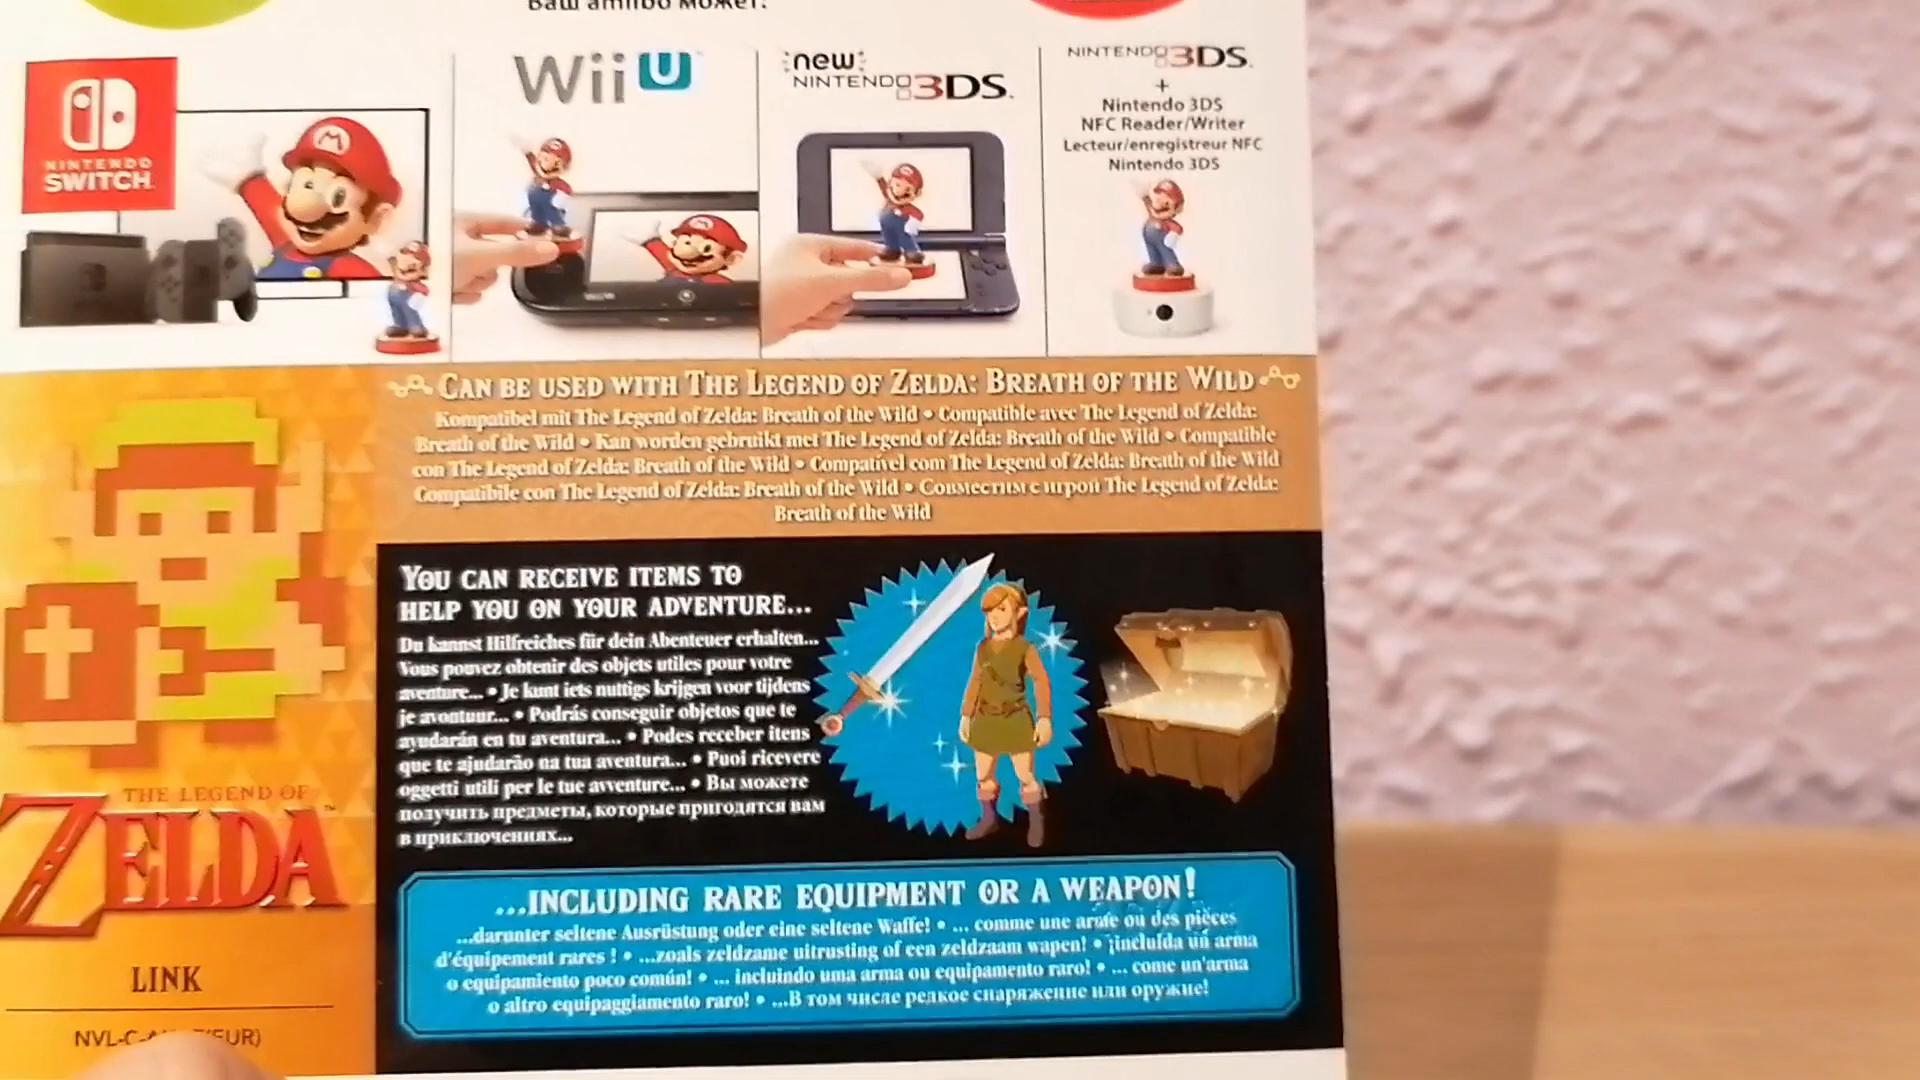 Ваш amiibo может:
NINTENDO
SWITCH
Wii U
new
NINTENDO 3DS
NINTENDO 3DS
+
Nintendo 3DS
NFC Reader/Writer
Lecteur/enregistreur NFC
Nintendo 3DS
CAN BE USED WITH THE LEGEND OF ZELDA: BREATH OF THE WILD
Kompatibel mit The Legend of Zelda: Breath of the Wild • Compatible avec The Legend of Zelda:
Breath of the Wild • Kan worden gebruikt met The Legend of Zelda: Breath of the Wild • Compatible
con The Legend of Zelda: Breath of the Wild • Compatível com The Legend of Zelda: Breath of the Wild
Compatibile con The Legend of Zelda: Breath of the Wild • Совместим с игрой The Legend of Zelda:
Breath of the Wild
YOU CAN RECEIVE ITEMS TO
HELP YOU ON YOUR ADVENTURE...
Du kannst Hilfreiches für dein Abenteuer erhalten...
Vous pouvez obtenir des objets utiles pour votre
aventure... • Je kunt iets nuttigs krijgen voor tijdens
je avontuur... • Podrás conseguir objetos que te
ayudarán en tu aventura... • Podes receber itens
que te ajudarão na tua aventura... • Puoi ricevere
oggetti utili per le tue avventure... • Вы можете
получить предметы, которые пригодятся вам
в приключениях...
...INCLUDING RARE EQUIPMENT OR A WEAPON!
...darunter seltene Ausrüstung oder eine seltene Waffe! • ... comme une arme ou des pièces
d'équipement rares ! • ...zoals zeldzame uitrusting of een zeldzaam wapen! • ¡incluida un arma
o equipamiento poco común! • ... incluindo uma arma ou equipamento raro! • ... come un'arma
o altro equipaggiamento raro! • ...В том числе редкое снаряжение или оружие!
THE LEGEND OF
ZELDA™
LINK
NVL-C-
EUR)